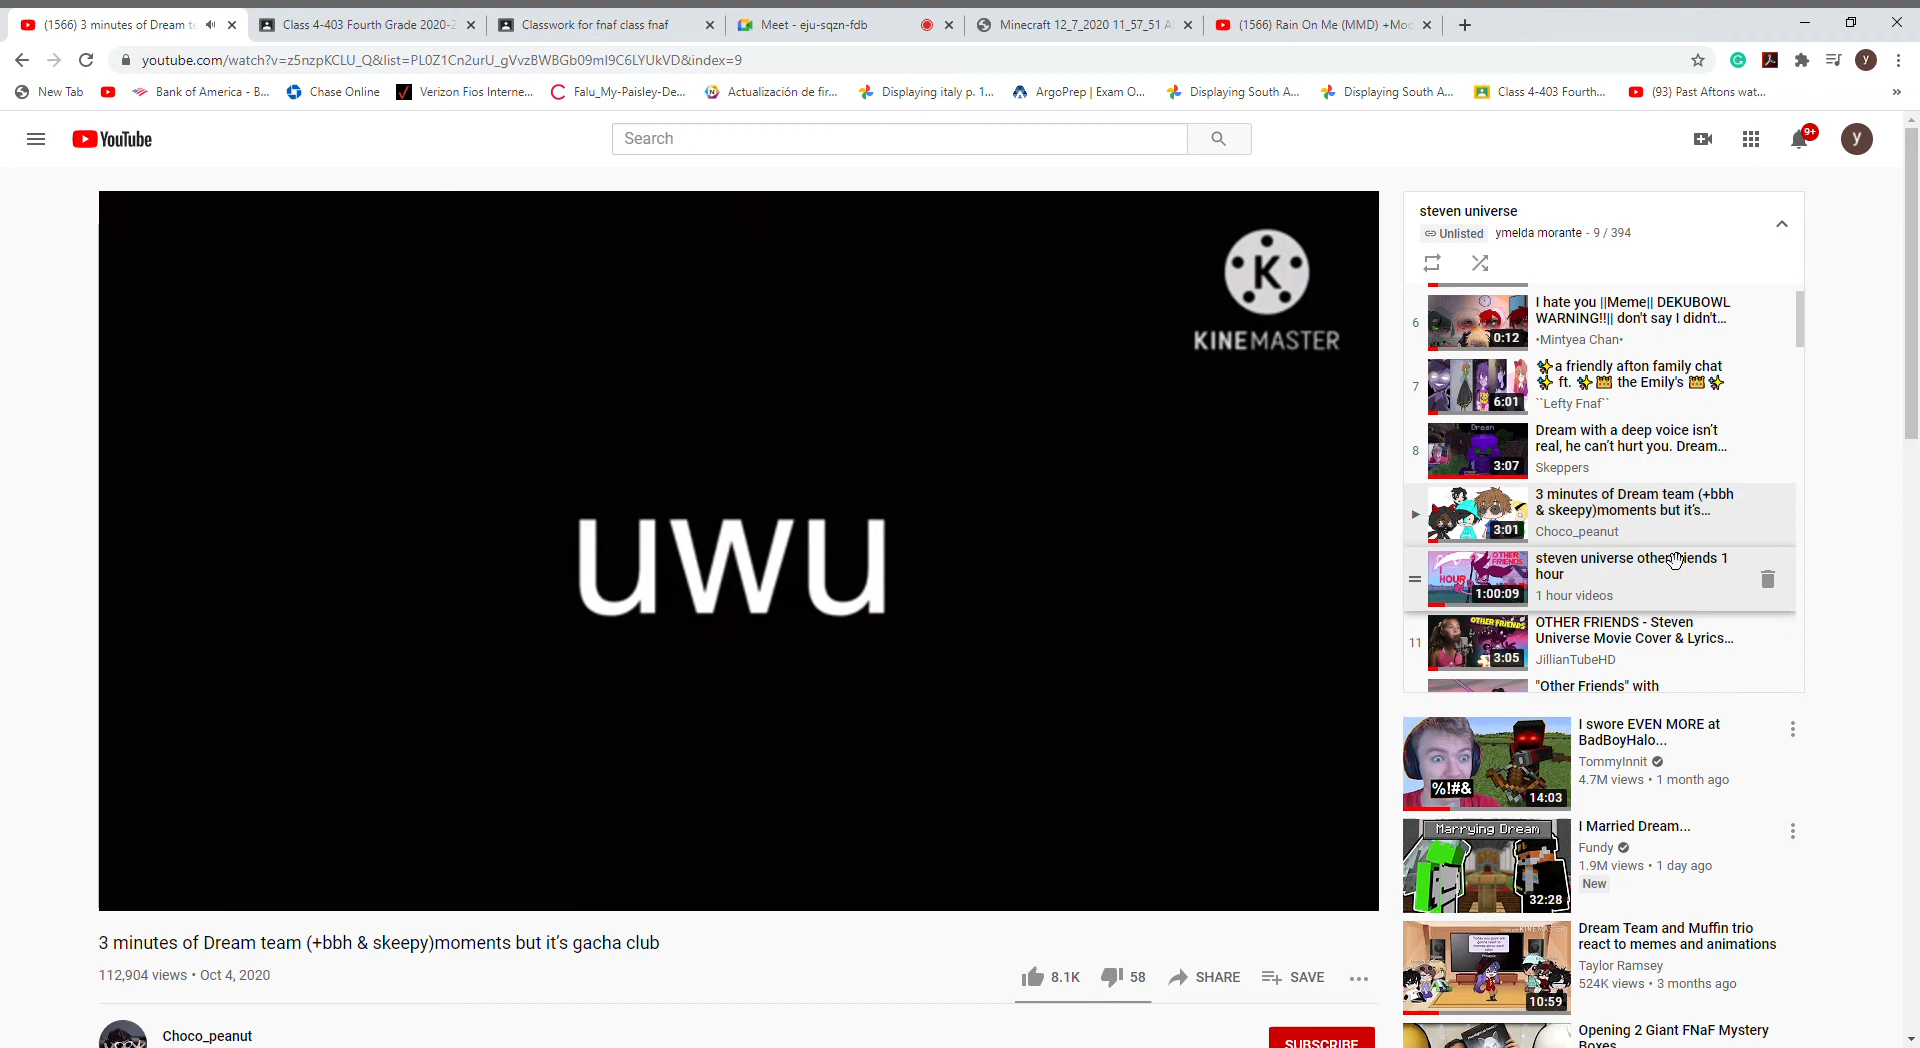 (1566) 3 minutes of Dream te
Class 4-403 Fourth Grade 2020-2
Classwork for fnaf class fnaf
Meet - eju-sqzn-fdb
Minecraft 12_7_2020 11_57_51 A
(1566) Rain On Me (MMD) +Mo
youtube.com/watch?v=z5nzpKCLU_Q&list=PL0Z1Cn2urU_gVvzBWBGb09mI9C6LYUkVD&index=9
y
New Tab
Bank of America - B...
Chase Online
Verizon Fios Interne...
Falu_My-Paisley-De...
Actualización de fir...
Displaying italy p. 1...
ArgoPrep | Exam O...
Displaying South A...
Displaying South A...
Class 4-403 Fourth...
(93) Past Aftons wat...
YouTube
Search
9+
y
K
KINEMASTER
uwu
steven universe
Unlisted ymelda morante - 9 / 394
6
I hate you ||Meme|| DEKUBOWL
WARNING!!|| don't say I didn't...
•Mintyea Chan•
0:12
7
✨a friendly afton family chat
✨ ft. ✨👑 the Emily's 👑✨
``Lefty Fnaf``
6:01
8
Dream with a deep voice isn't
real, he can't hurt you. Dream...
Skeppers
Dream
3:07
3 minutes of Dream team (+bbh
& skeepy)moments but it's...
Choco_peanut
3:01
steven universe other friends 1
hour
1 hour videos
1 HOUR
OTHER FRIENDS
1:00:09
11
OTHER FRIENDS - Steven
Universe Movie Cover & Lyrics...
JillianTubeHD
OTHER FRIENDS
3:05
"Other Friends" with
I swore EVEN MORE at
BadBoyHalo...
TommyInnit
4.7M views • 1 month ago
%!#&
14:03
I Married Dream...
Fundy
1.9M views • 1 day ago
New
Marrying Dream
32:28
Dream Team and Muffin trio
react to memes and animations
Taylor Ramsey
524K views • 3 months ago
10:59
Opening 2 Giant FNaF Mystery
Boxes
3 minutes of Dream team (+bbh & skeepy)moments but it's gacha club
112,904 views • Oct 4, 2020
8.1K
58
SHARE
SAVE
Choco_peanut
SUBSCRIBE